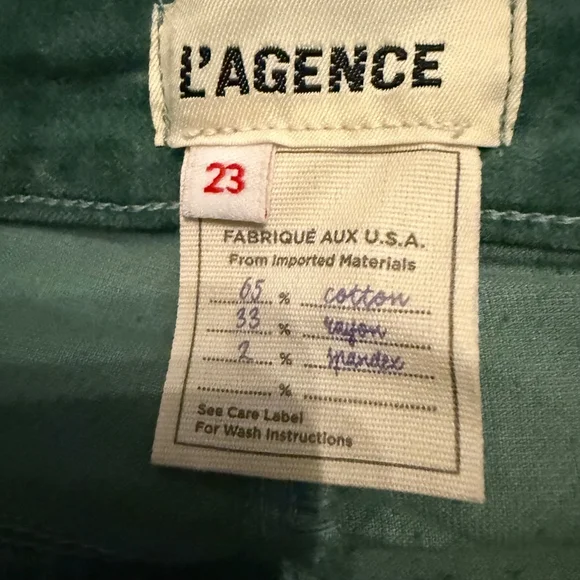 L'AGENCE
23
FABRIQUÉ AUX U.S.A.
From Imported Materials
65 % cotton
33 % rayon
2 % spandex
%
See Care Label
For Wash Instructions